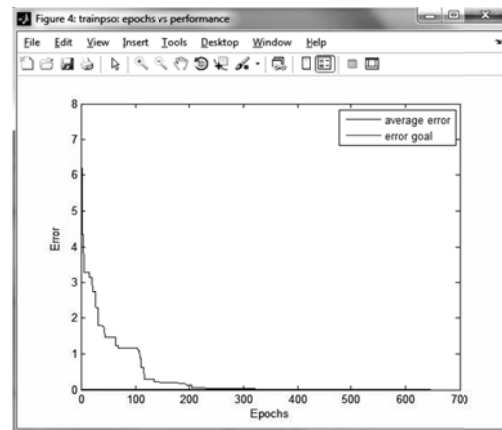 Figure 4: trainpso: epochs vs performance
File Edit View Insert Tools Desktop Window Help
8
7
6
5
4
3
2
1
0
Error
average error
error goal
0 100 200 300 400 500 600 700
Epochs